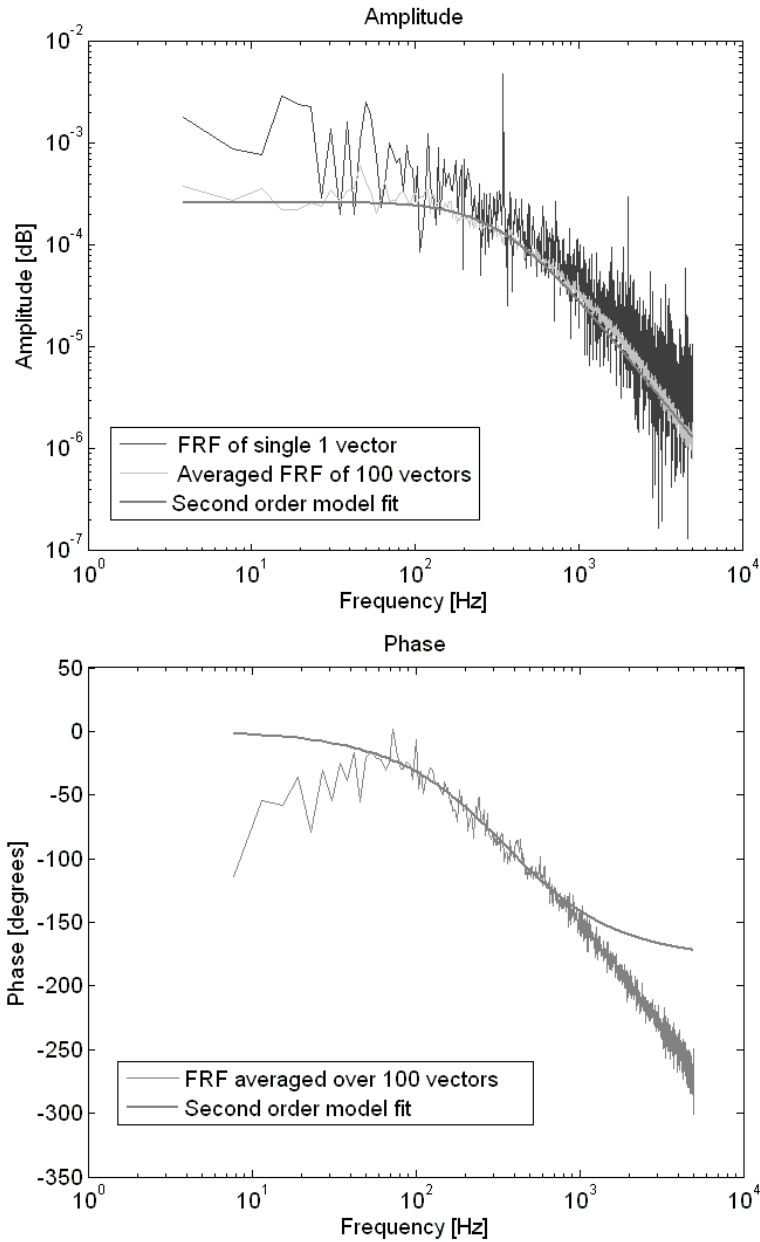 Amplitude
10^-2
10^-3
10^-4
10^-5
10^-6
10^-7
Amplitude [dB]
FRF of single 1 vector
Averaged FRF of 100 vectors
Second order model fit
10^0
10^1
10^2
10^3
10^4
Frequency [Hz]
Phase
50
0
-50
-100
-150
-200
-250
-300
-350
Phase [degrees]
FRF averaged over 100 vectors
Second order model fit
10^0
10^1
10^2
10^3
10^4
Frequency [Hz]